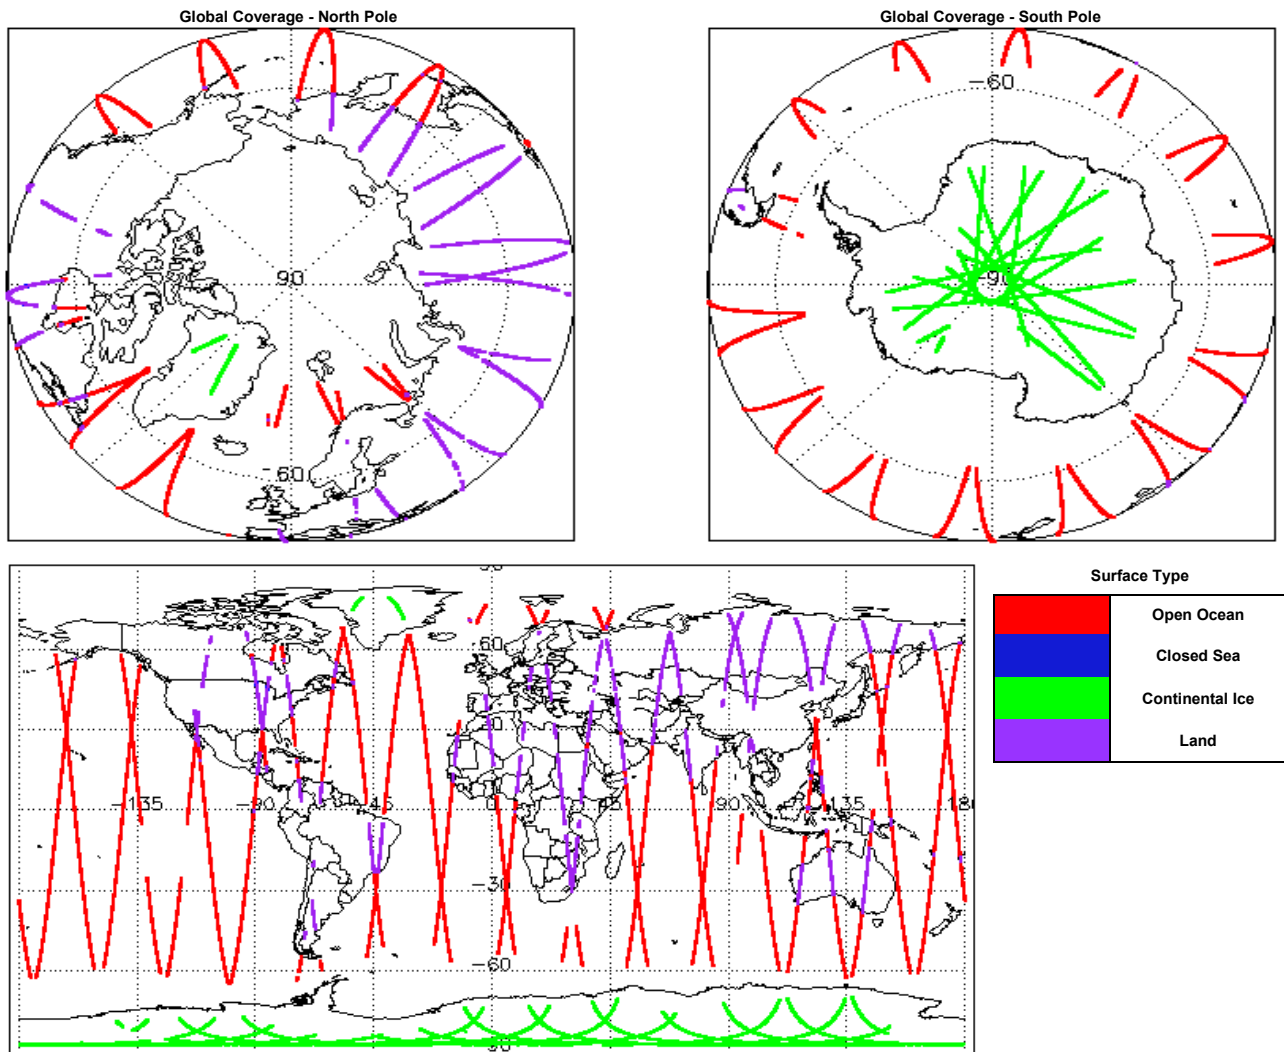 Global Coverage - North Pole
Global Coverage - South Pole
90
-60
-60
-90
60
-135
-90
-45
0
45
90
135
180
-30
-60
Surface Type
Open Ocean
Closed Sea
Continental Ice
Land